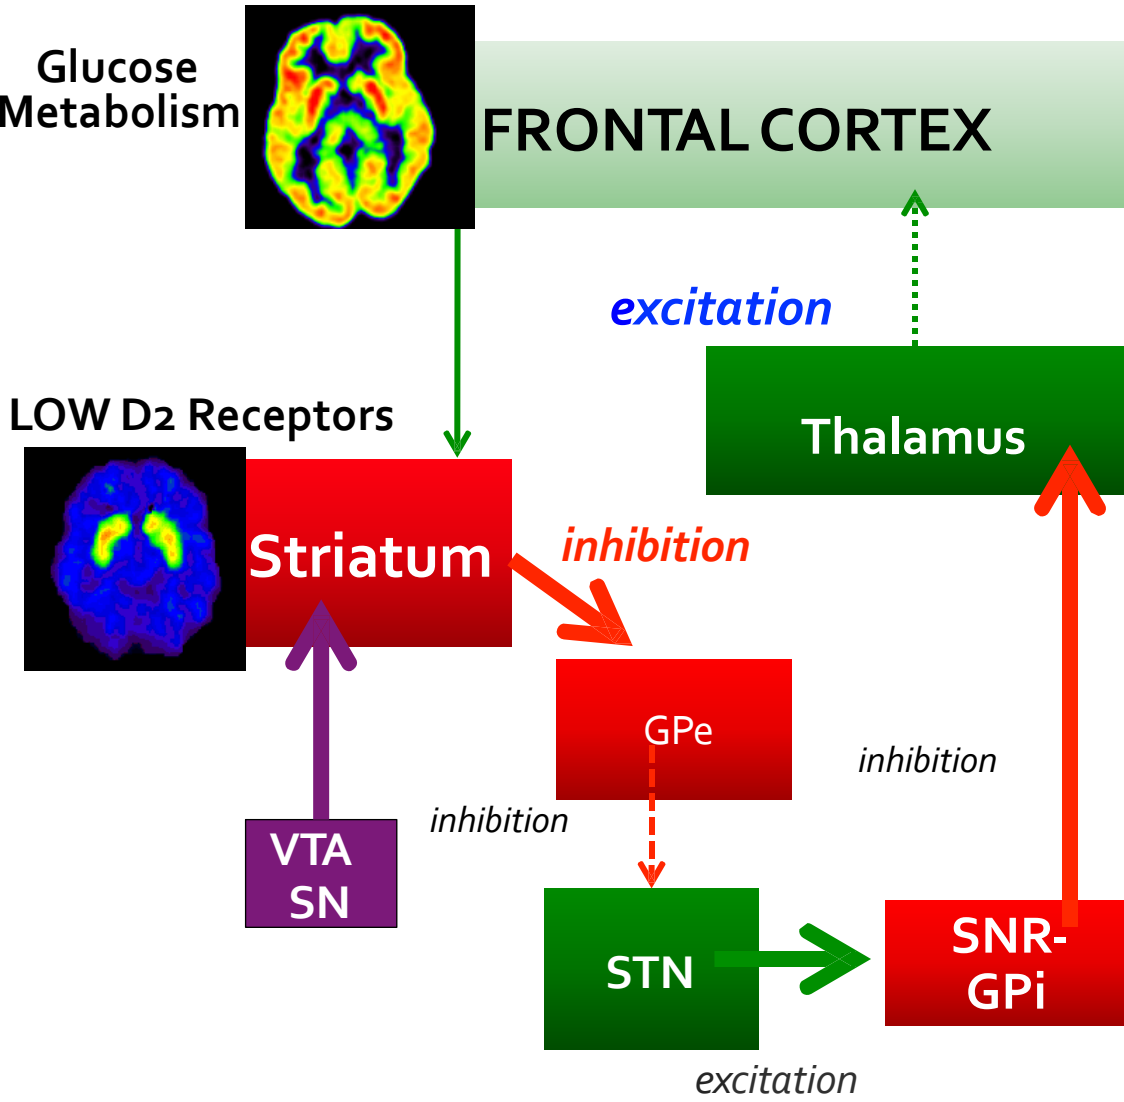 Glucose
Metabolism
FRONTAL CORTEX
excitation
LOW D2 Receptors
Thalamus
Striatum
inhibition
GPe
inhibition
inhibition
VTA
SN
STN
SNR-
GPi
excitation